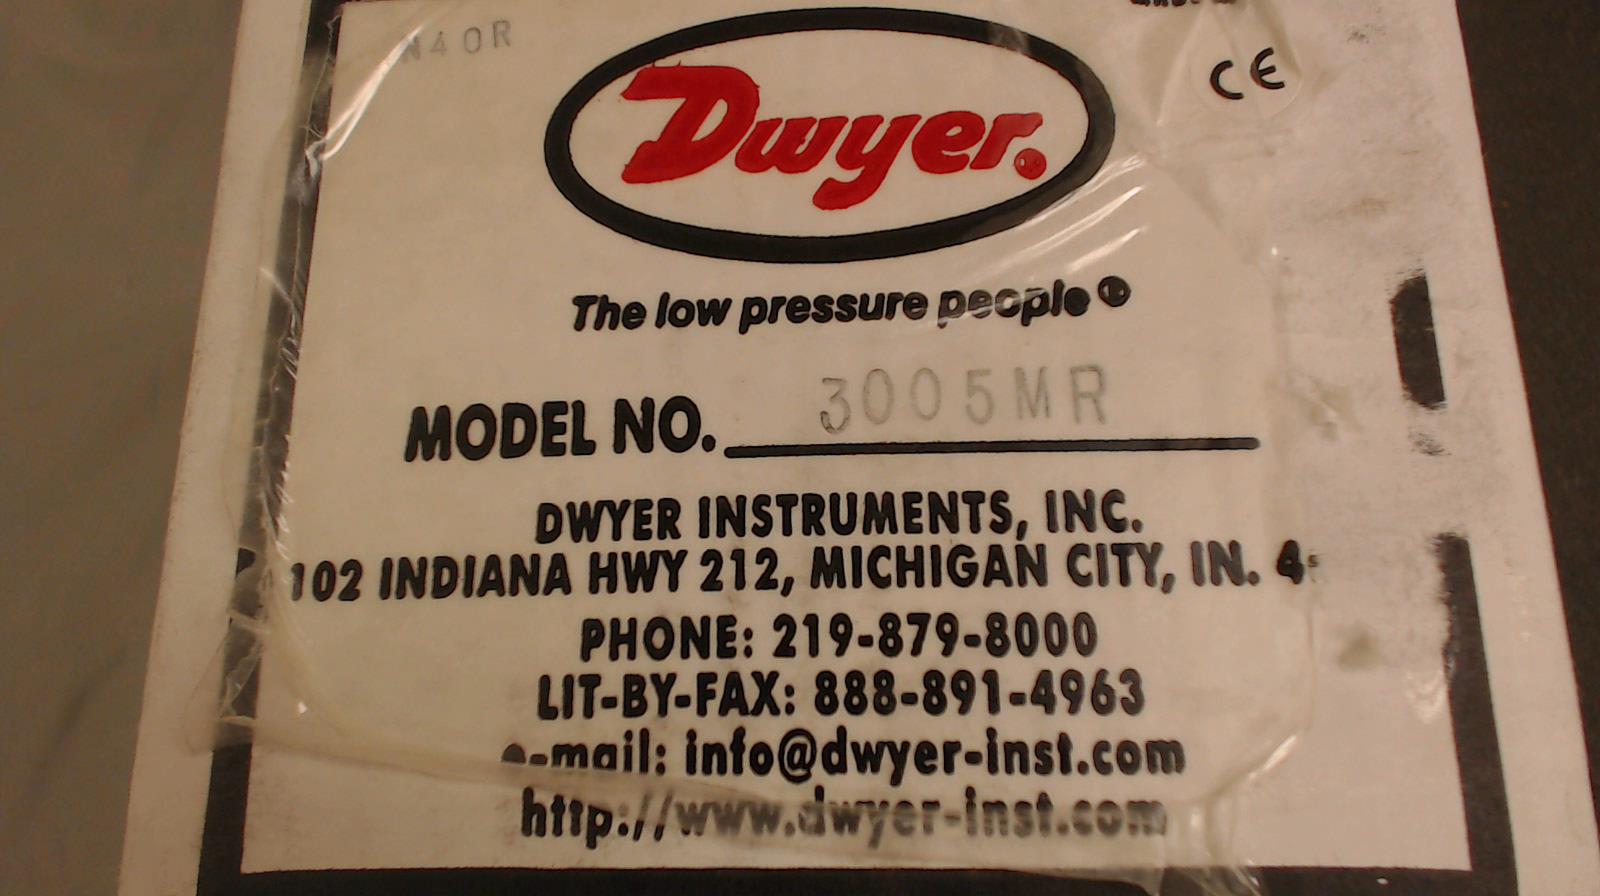 N40R
CE
Dwyer®
The low pressure people®
MODEL NO. 3005MR
DWYER INSTRUMENTS, INC.
102 INDIANA HWY 212, MICHIGAN CITY, IN. 4
PHONE: 219-879-8000
LIT-BY-FAX: 888-891-4963
e-mail: info@dwyer-inst.com
http://www.dwyer-inst.com